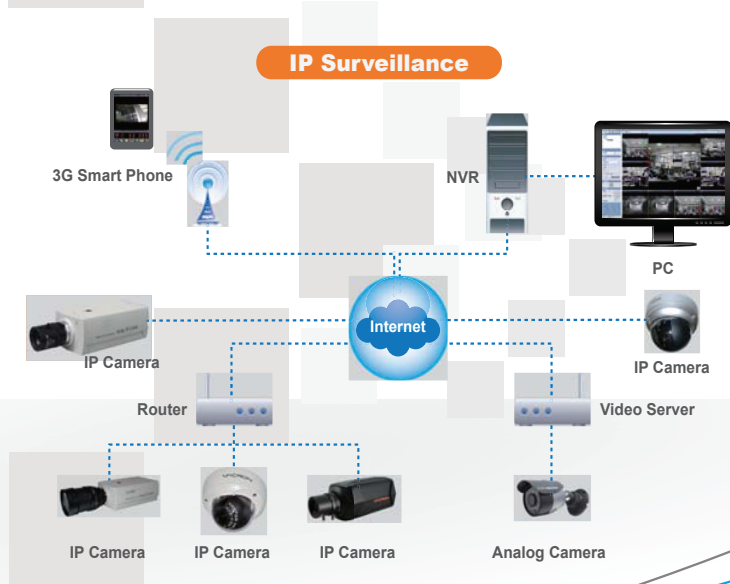 IP Surveillance
3G Smart Phone
NVR
PC
Internet
IP Camera
IP Camera
Router
Video Server
IP Camera
IP Camera
IP Camera
Analog Camera